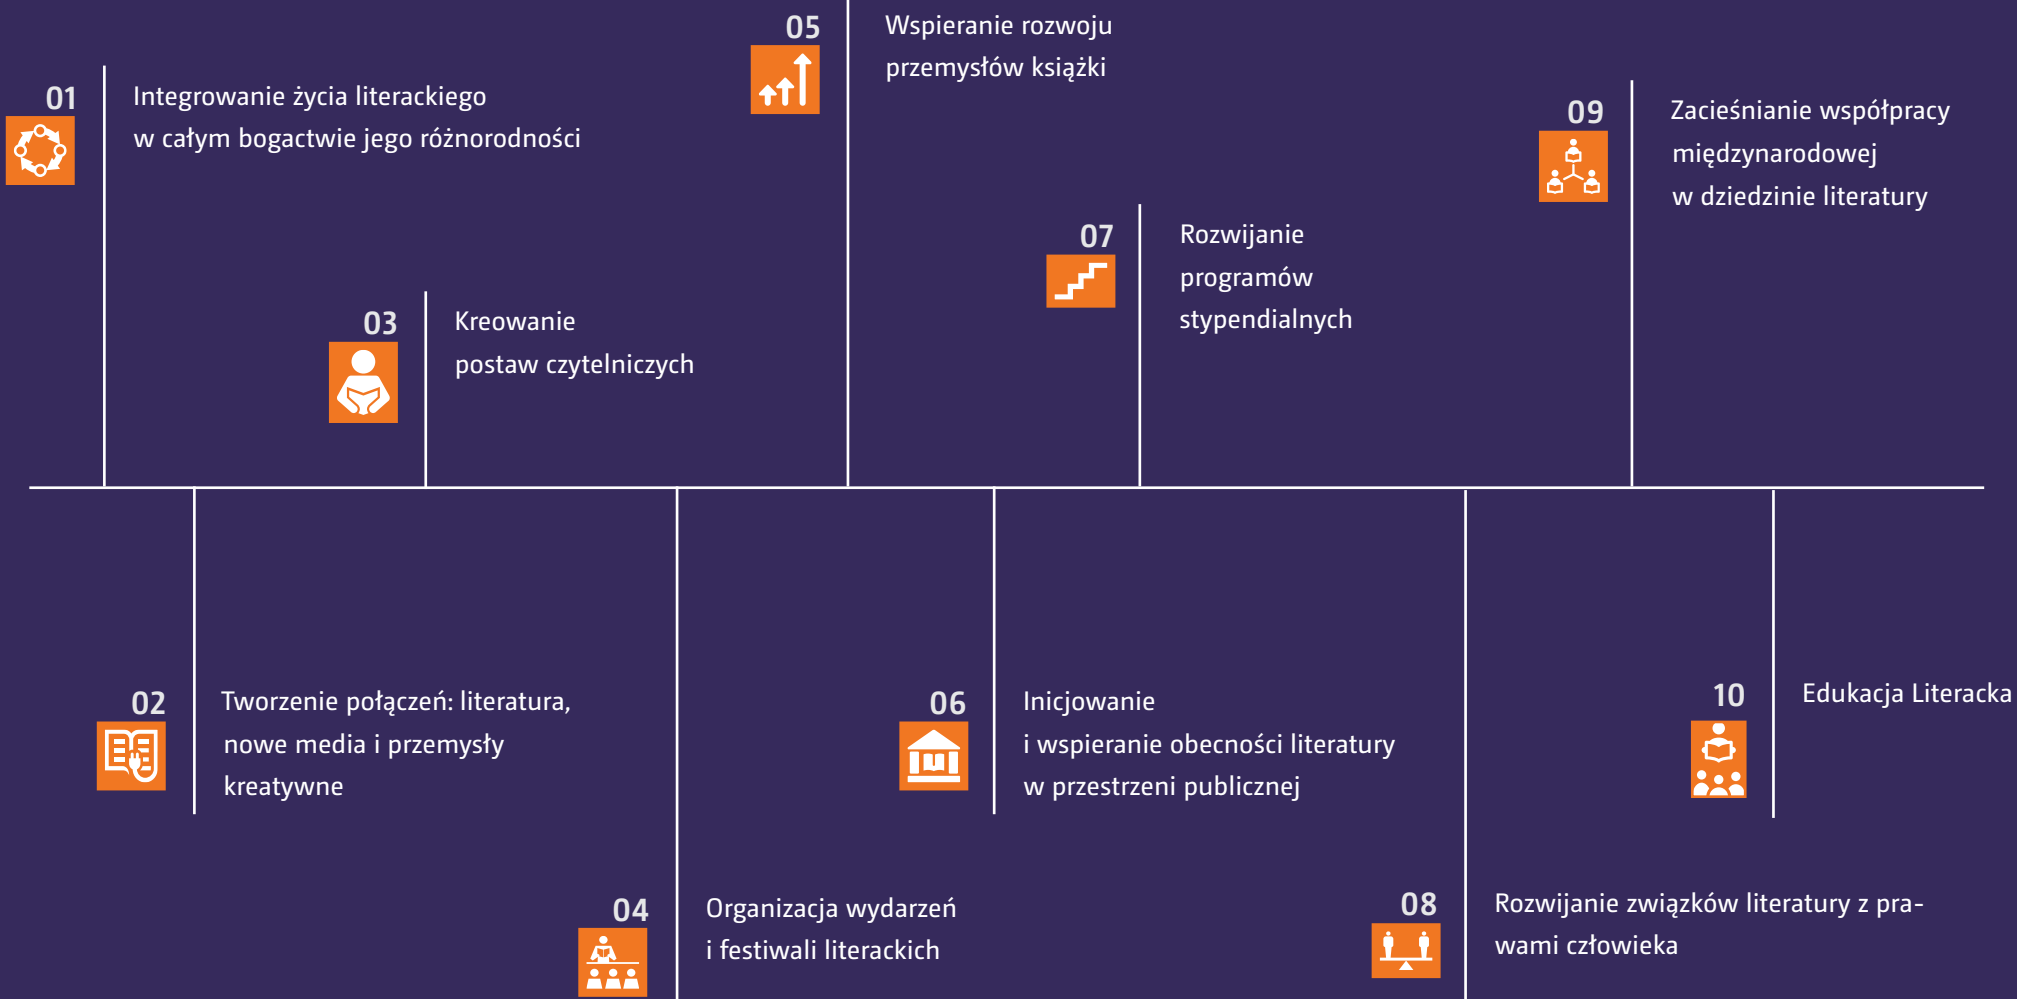 01
Integrowanie życia literackiego
w całym bogactwie jego różnorodności
02
Tworzenie połączeń: literatura,
nowe media i przemysły
kreatywne
03
Kreowanie
postaw czytelniczych
04
Organizacja wydarzeń
i festiwali literackich
05
Wspieranie rozwoju
przemysłów książki
06
Inicjowanie
i wspieranie obecności literatury
w przestrzeni publicznej
07
Rozwijanie
programów
stypendialnych
08
Rozwijanie związków literatury z pra-
wami człowieka
09
Zacieśnianie współpracy
międzynarodowej
w dziedzinie literatury
10
Edukacja Literacka